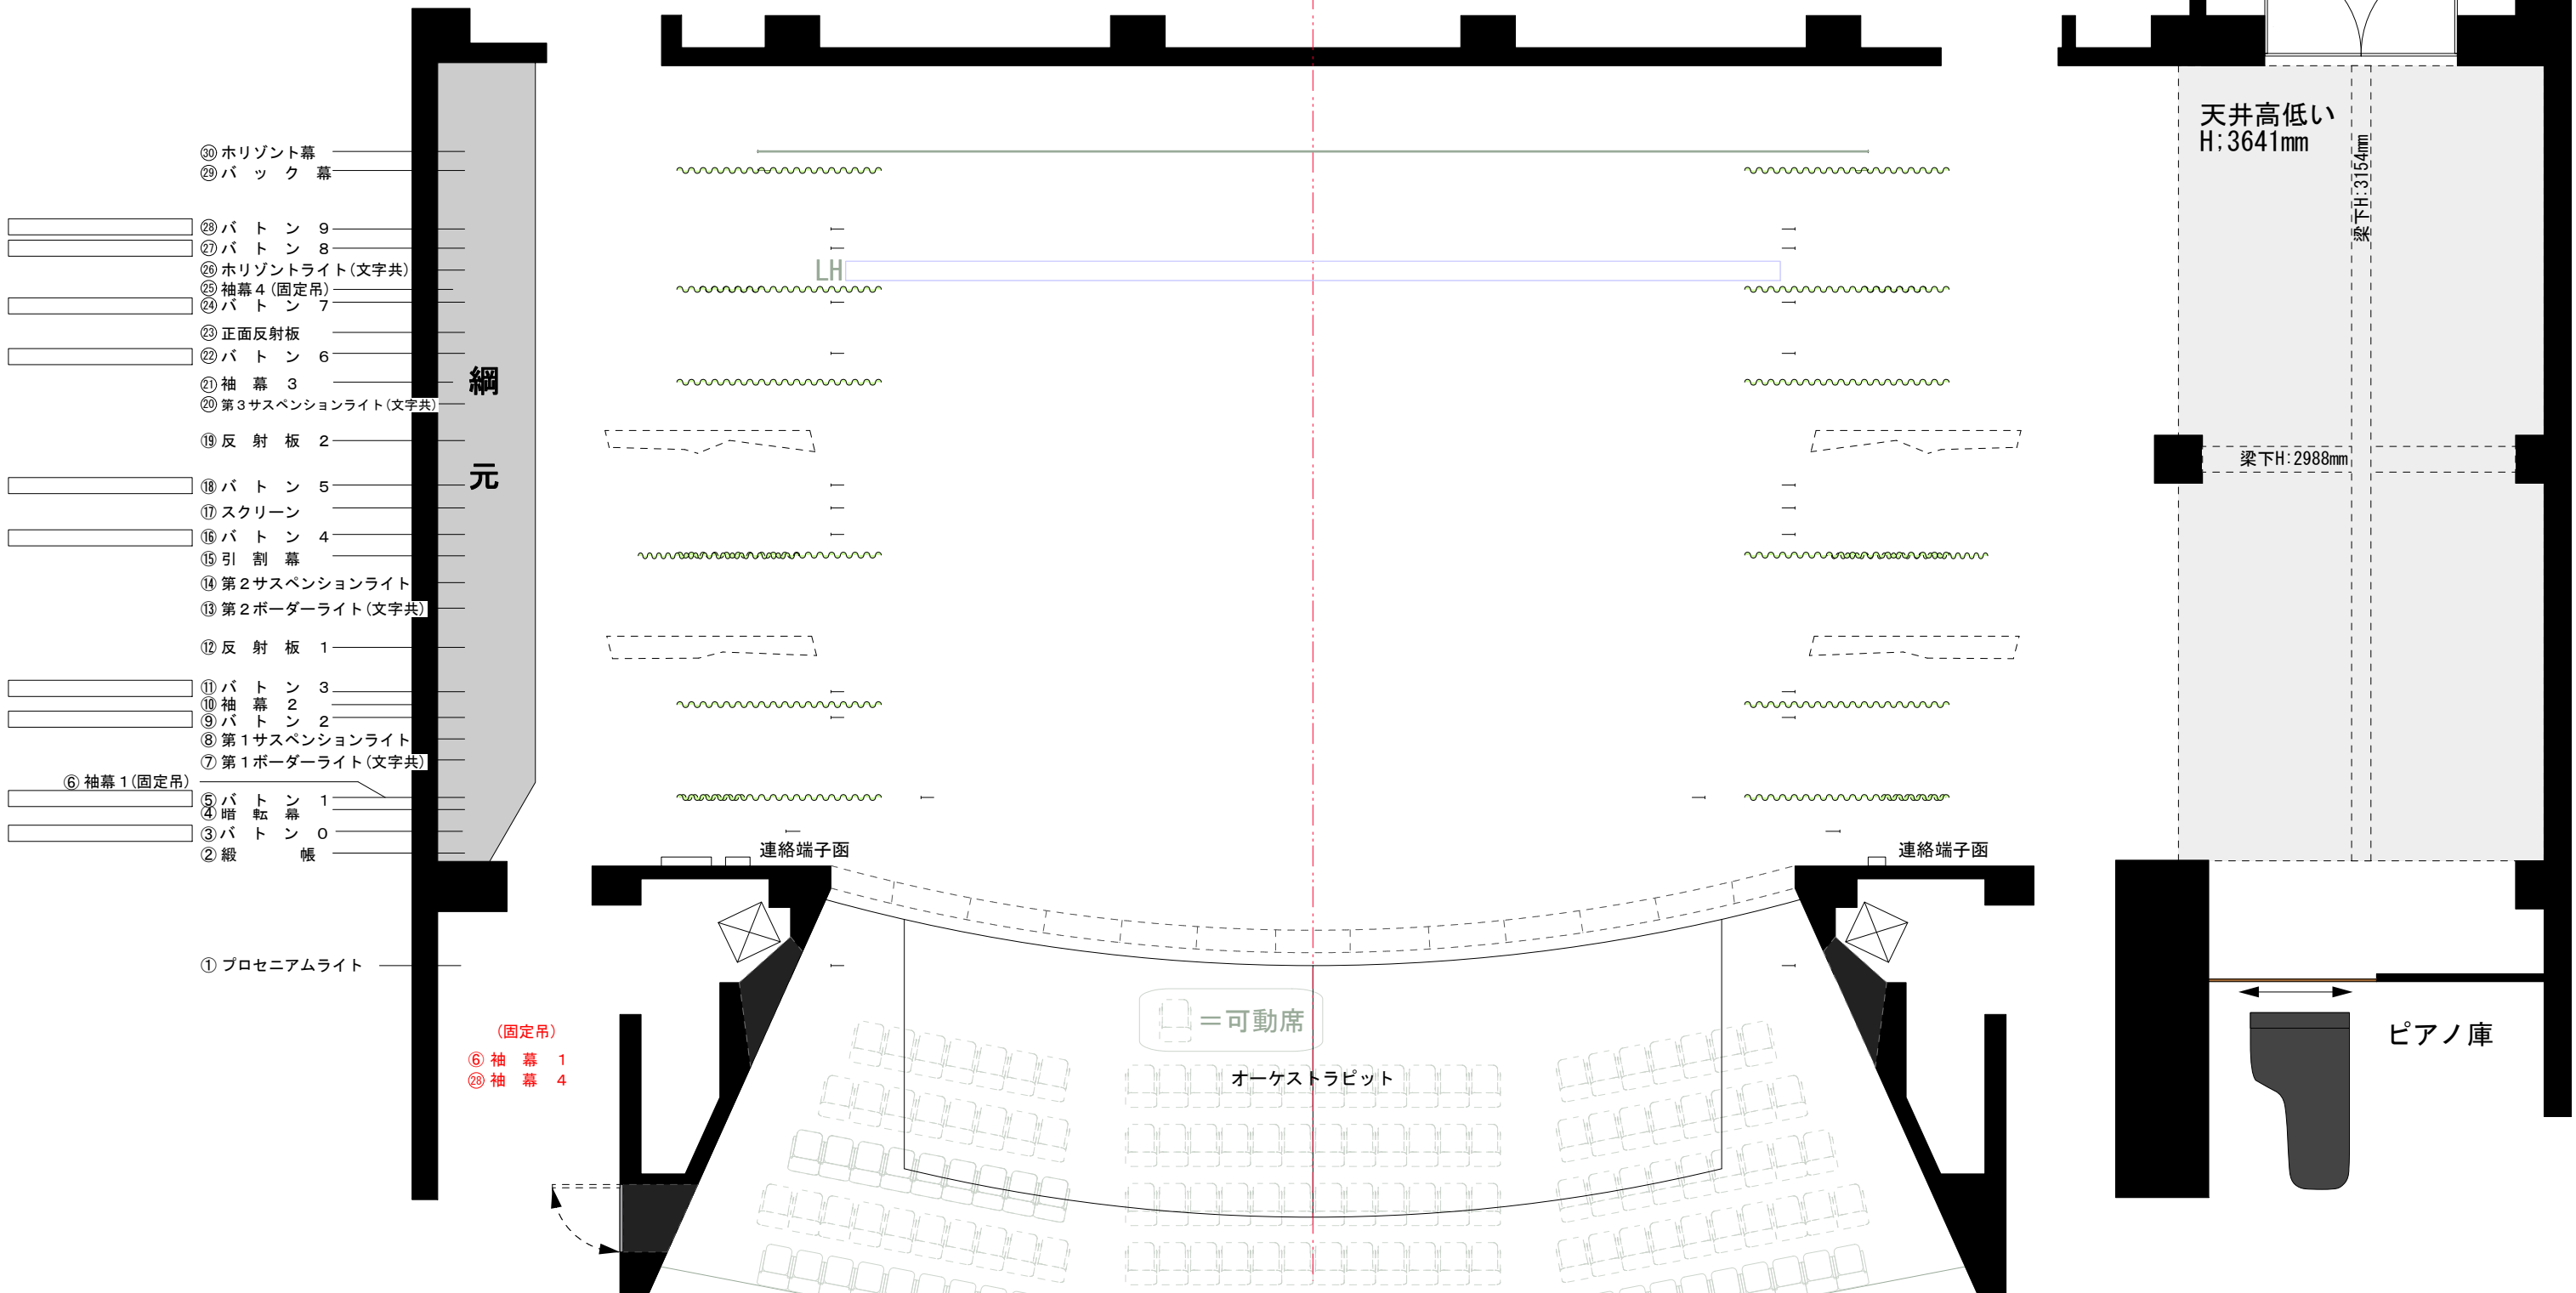 天井高低い
H;3641mm
梁下H:3154mm
㉚ホリゾント幕
㉙バック幕
㉘バトン９
㉗バトン８
㉖ホリゾントライト(文字共)
LH
㉕袖幕４(固定吊)
㉔バトン７
㉓正面反射板
㉒バトン６
綱元
㉑袖幕３
⑳第３サスペンションライト(文字共)
⑲反射板２
梁下H:2988mm
⑱バトン５
⑰スクリーン
⑯バトン４
⑮引割幕
⑭第２サスペンションライト
⑬第２ボーダーライト(文字共)
⑫反射板１
⑪バトン３
⑩袖幕２
⑨バトン２
⑧第１サスペンションライト
⑦第１ボーダーライト(文字共)
⑥袖幕１(固定吊)
⑤バトン１
④暗転幕
③バトン０
②緞帳
連絡端子函
連絡端子函
①プロセニアムライト
(固定吊)
⑥袖幕１
㉘袖幕４
＝可動席
オーケストラピット
ピアノ庫